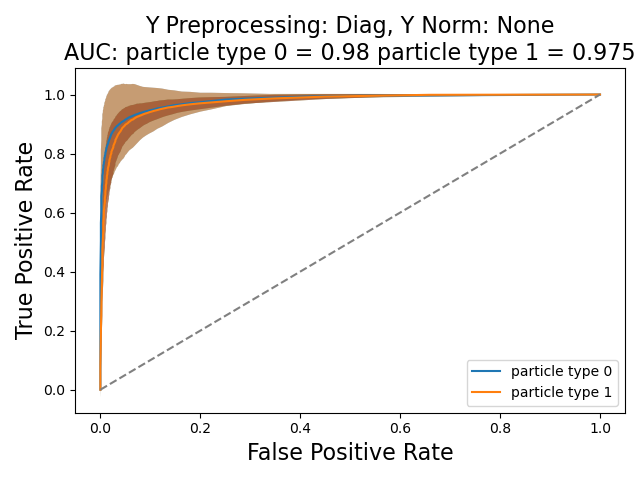 Y Preprocessing: Diag, Y Norm: None
AUC: particle type 0 = 0.98 particle type 1 = 0.975
True Positive Rate
1.0
0.8
0.6
0.4
0.2
0.0
particle type 0
particle type 1
0.0 0.2 0.4 0.6 0.8 1.0
False Positive Rate